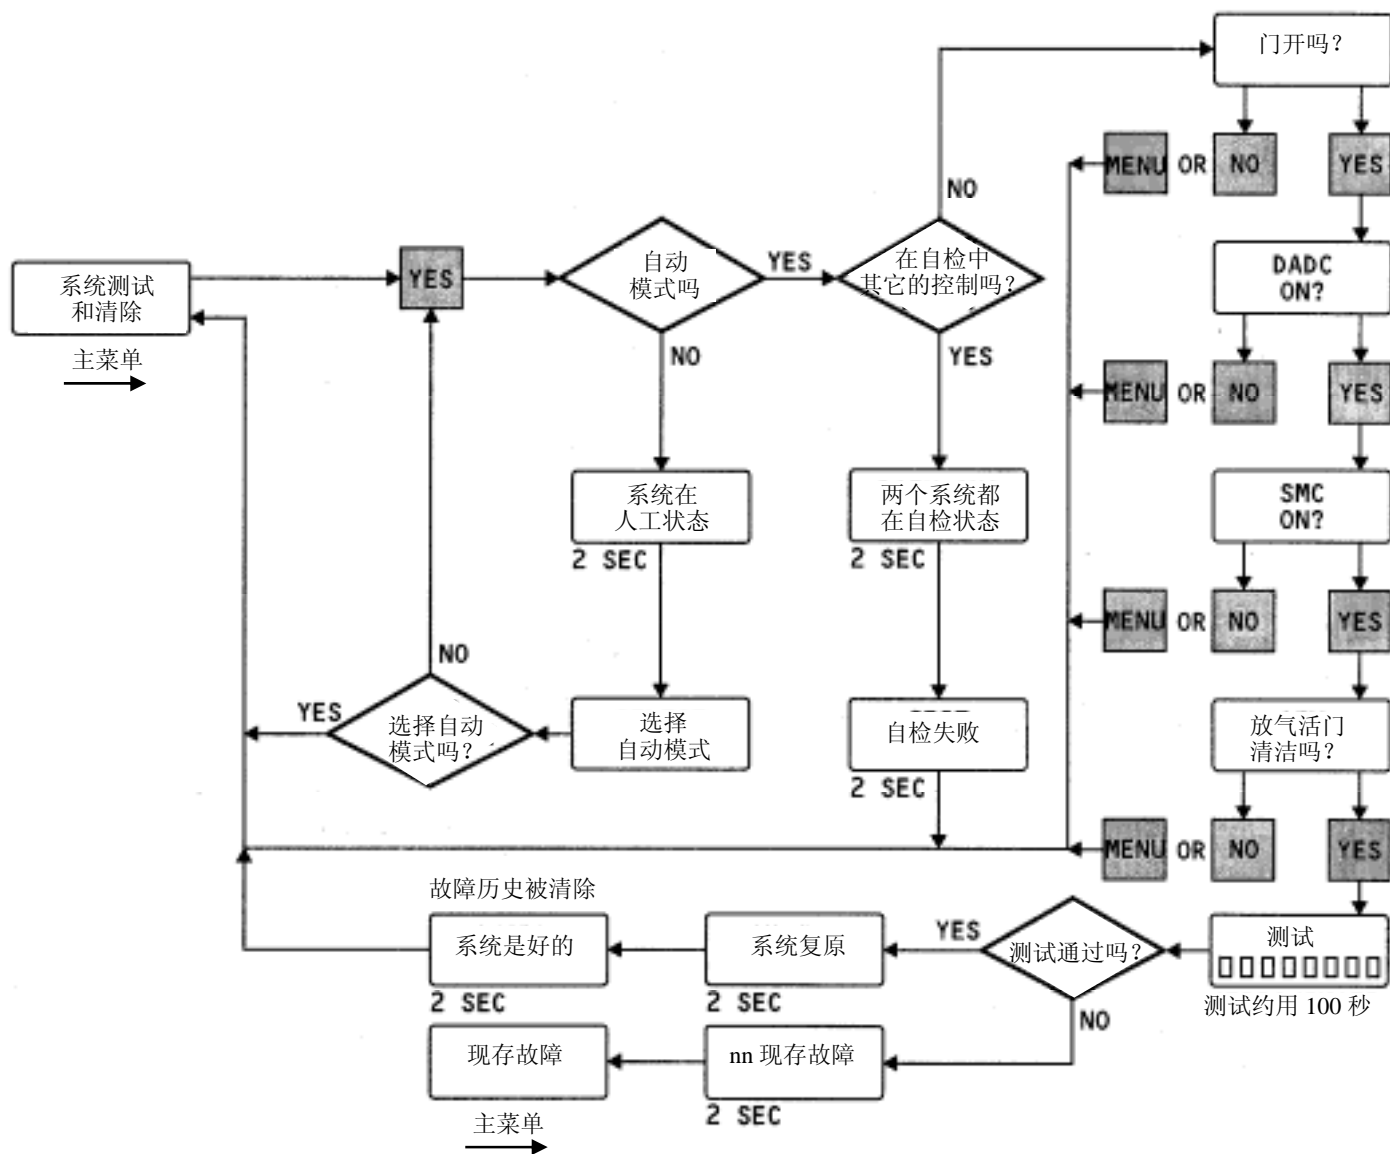 门开吗?
MENU OR NO YES
NO
系统测试
和清除
主菜单
YES
自动
模式吗
YES
在自检中
其它的控制吗?
DADC
ON?
NO
YES
MENU OR NO YES
系统在
人工状态
2 SEC
两个系统都
在自检状态
2 SEC
SMC
ON?
MENU OR NO YES
NO
YES
选择自动
模式吗?
选择
自动模式
自检失败
2 SEC
放气活门
清洁吗?
MENU OR NO YES
故障历史被清除
系统是好的
2 SEC
系统复原
2 SEC
YES
测试通过吗?
测试
测试约用 100 秒
NO
现存故障
nn 现存故障
2 SEC
主菜单